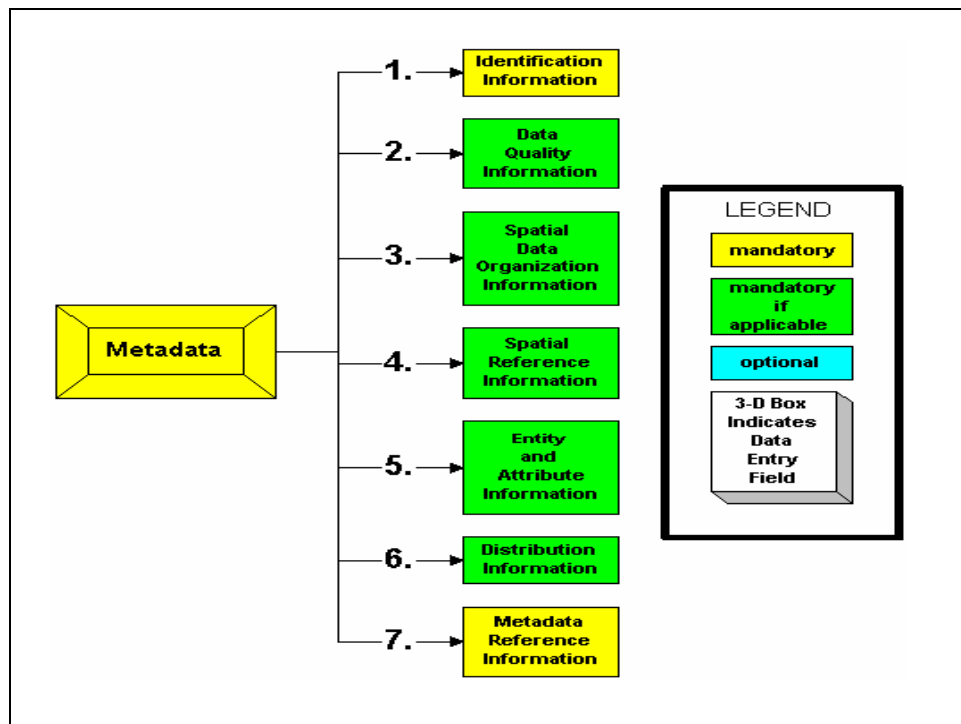 Metadata
1.
Identification
Information
2.
Data
Quality
Information
3.
Spatial
Data
Organization
Information
4.
Spatial
Reference
Information
5.
Entity
and
Attribute
Information
6.
Distribution
Information
7.
Metadata
Reference
Information
LEGEND
mandatory
mandatory
if
applicable
optional
3-D Box
Indicates
Data
Entry
Field